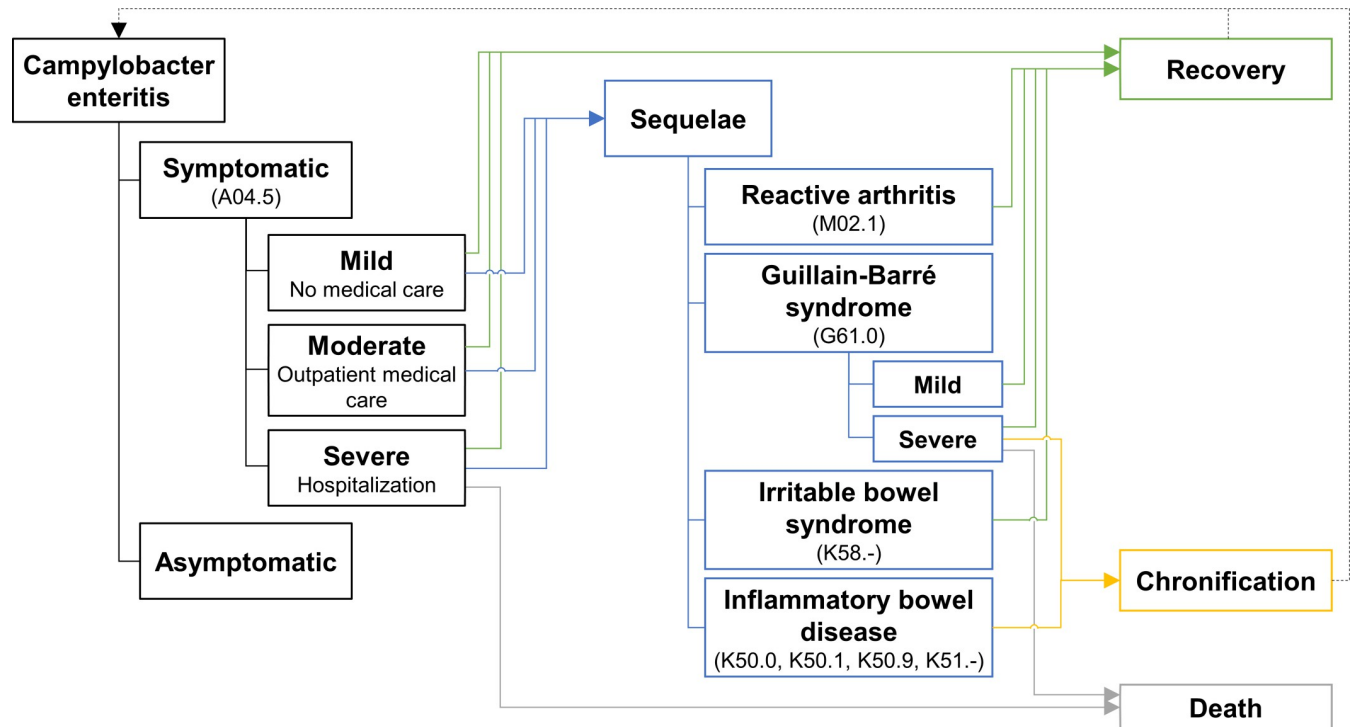 Campylobacter
enteritis
Symptomatic
(A04.5)
Mild
No medical care
Moderate
Outpatient medical
care
Severe
Hospitalization
Asymptomatic
Sequelae
Reactive arthritis
(M02.1)
Guillain-Barré
syndrome
(G61.0)
Mild
Severe
Irritable bowel
syndrome
(K58.-)
Inflammatory bowel
disease
(K50.0, K50.1, K50.9, K51.-)
Recovery
Chronification
Death